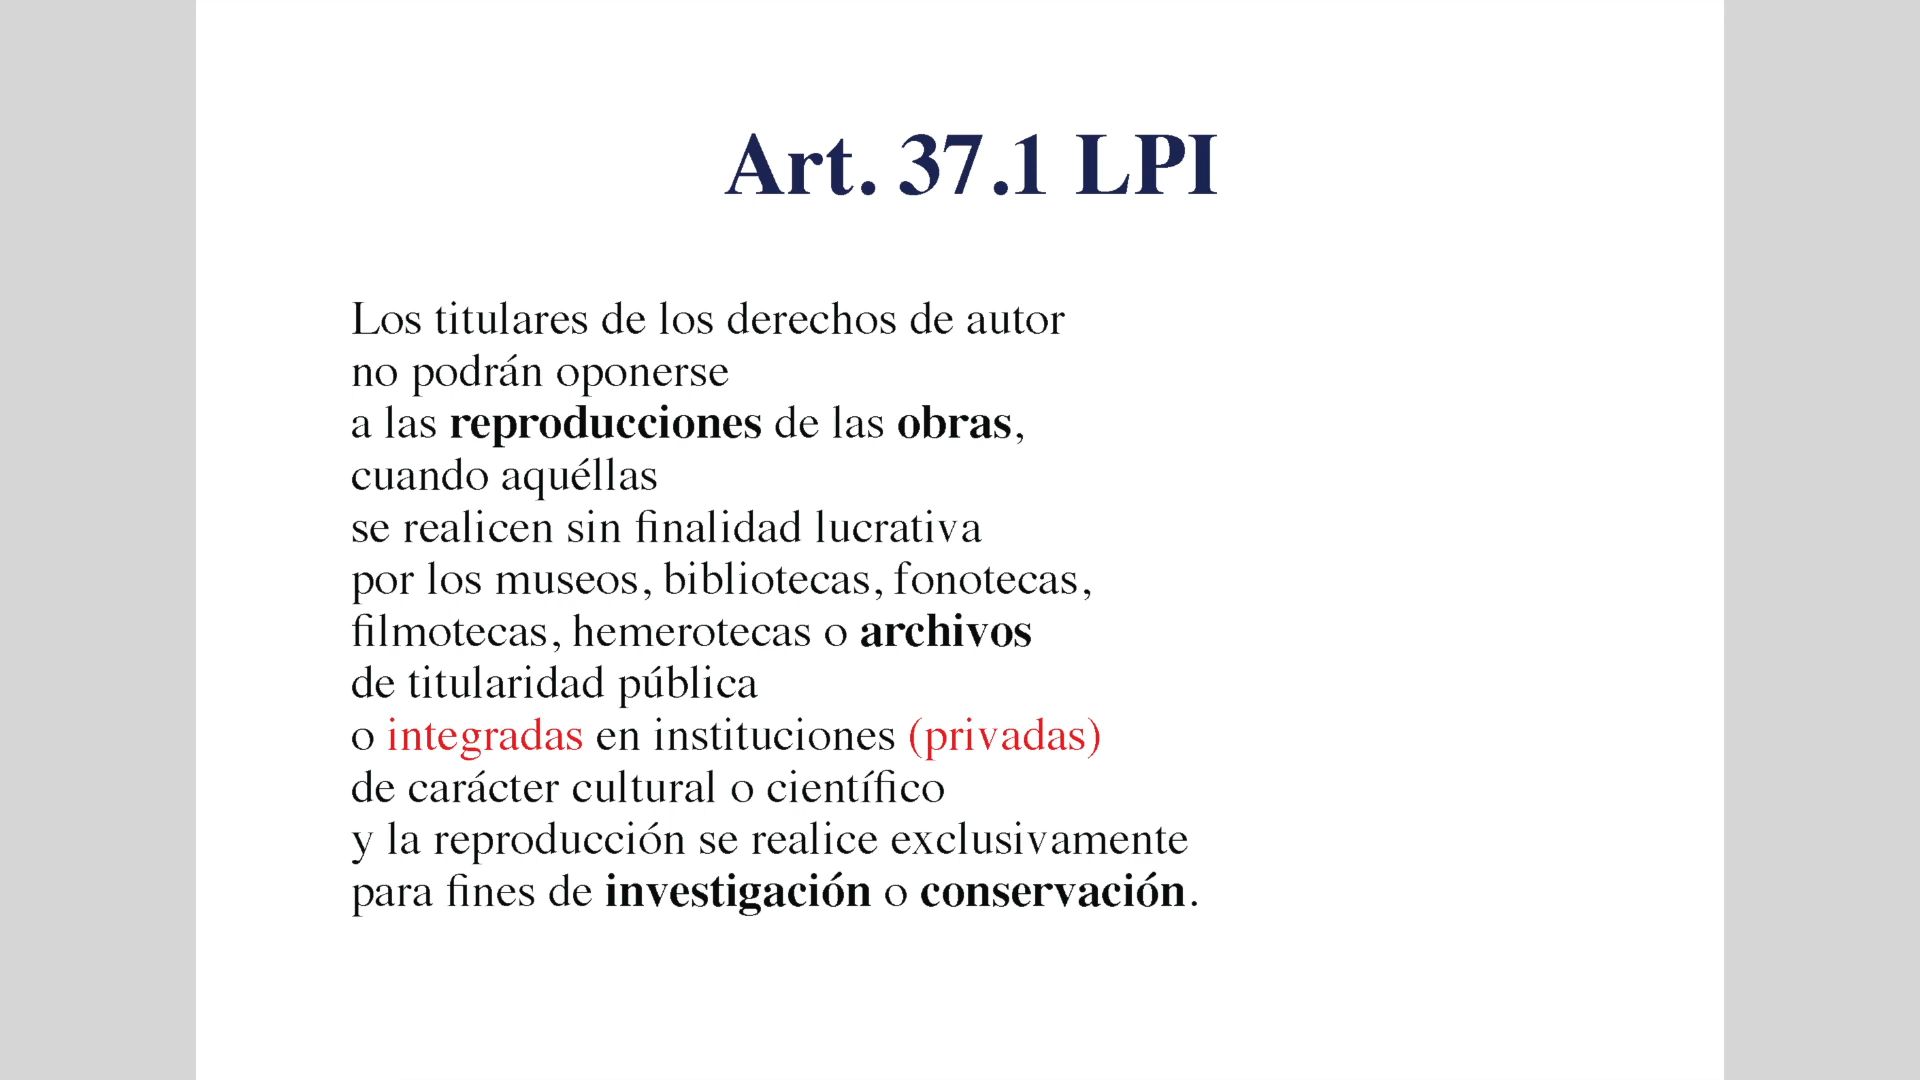 Art. 37.1 LPI
Los titulares de los derechos de autor
no podrán oponerse
a las reproducciones de las obras,
cuando aquéllas
se realicen sin finalidad lucrativa
por los museos, bibliotecas, fonotecas,
filmotecas, hemerotecas o archivos
de titularidad pública
o integradas en instituciones (privadas)
de carácter cultural o científico
y la reproducción se realice exclusivamente
para fines de investigación o conservación.